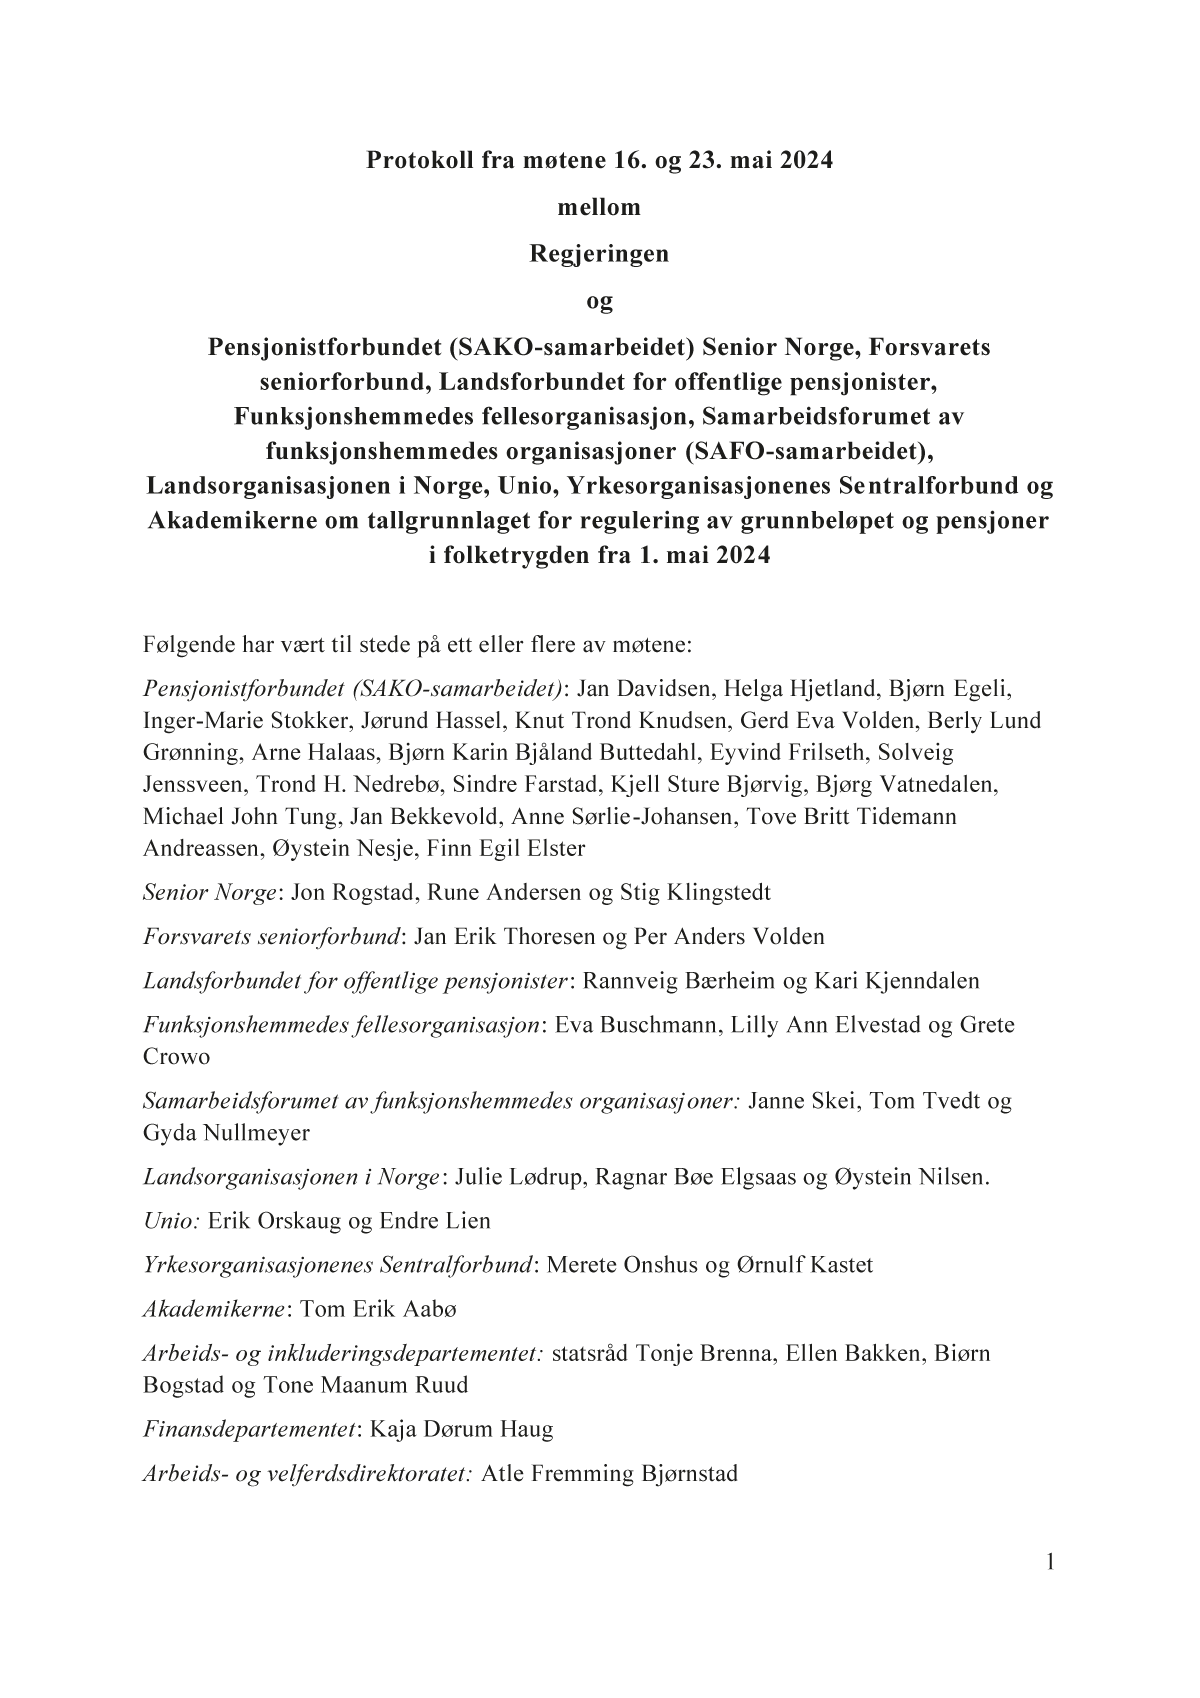 Protokoll fra møtene 16. og 23. mai 2024
mellom
Regjeringen
og
Pensjonistforbundet (SAKO-samarbeidet) Senior Norge, Forsvarets
seniorforbund, Landsforbundet for offentlige pensjonister,
Funksjonshemmedes fellesorganisasjon, Samarbeidsforumet av
funksjonshemmedes organisasjoner (SAFO-samarbeidet),
Landsorganisasjonen i Norge, Unio, Yrkesorganisasjonenes Sentralforbund og
Akademikerne om tallgrunnlaget for regulering av grunnbeløpet og pensjoner
i folketrygden fra 1. mai 2024
Følgende har vært til stede på ett eller flere av møtene:
Pensjonistforbundet (SAKO-samarbeidet): Jan Davidsen, Helga Hjetland, Bjørn Egeli,
Inger-Marie Stokker, Jørund Hassel, Knut Trond Knudsen, Gerd Eva Volden, Berly Lund
Grønning, Arne Halaas, Bjørn Karin Bjåland Buttedahl, Eyvind Frilseth, Solveig
Jenssveen, Trond H. Nedrebø, Sindre Farstad, Kjell Sture Bjørvig, Bjørg Vatnedalen,
Michael John Tung, Jan Bekkevold, Anne Sørlie-Johansen, Tove Britt Tidemann
Andreassen, Øystein Nesje, Finn Egil Elster
Senior Norge: Jon Rogstad, Rune Andersen og Stig Klingstedt
Forsvarets seniorforbund: Jan Erik Thoresen og Per Anders Volden
Landsforbundet for offentlige pensjonister: Rannveig Bærheim og Kari Kjenndalen
Funksjonshemmedes fellesorganisasjon: Eva Buschmann, Lilly Ann Elvestad og Grete
Crowo
Samarbeidsforumet av funksjonshemmedes organisasjoner: Janne Skei, Tom Tvedt og
Gyda Nullmeyer
Landsorganisasjonen i Norge: Julie Lødrup, Ragnar Bøe Elgsaas og Øystein Nilsen.
Unio: Erik Orskaug og Endre Lien
Yrkesorganisasjonenes Sentralforbund: Merete Onshus og Ørnulf Kastet
Akademikerne: Tom Erik Aabø
Arbeids- og inkluderingsdepartementet: statsråd Tonje Brenna, Ellen Bakken, Biørn
Bogstad og Tone Maanum Ruud
Finansdepartementet: Kaja Dørum Haug
Arbeids- og velferdsdirektoratet: Atle Fremming Bjørnstad
1